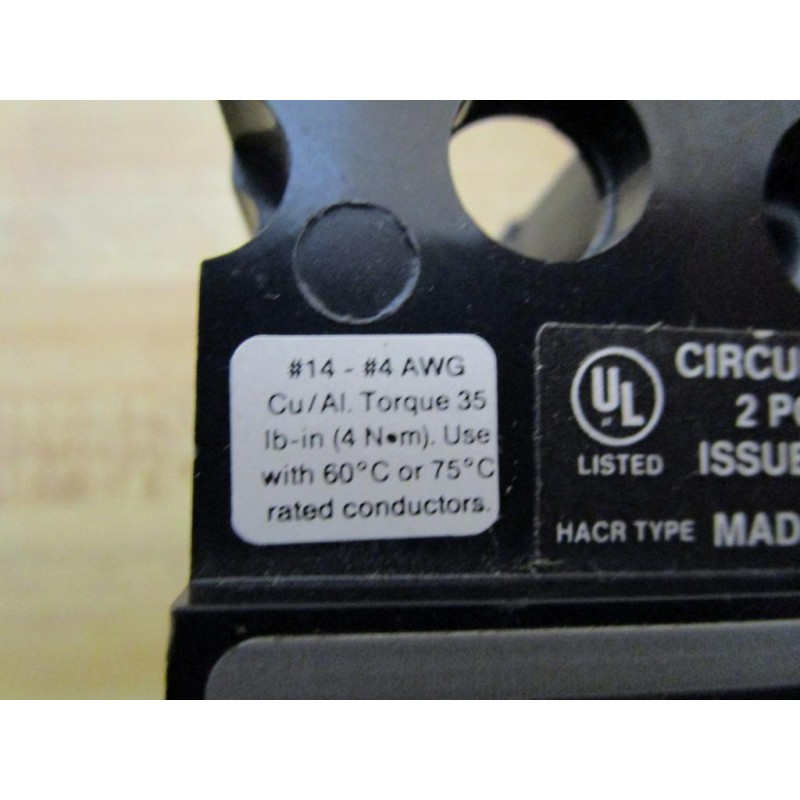 #14 - #4 AWG
Cu/Al. Torque 35
lb-in (4 N•m). Use
with 60°C or 75°C
rated conductors.
UL
LISTED
HACR TYPE
2